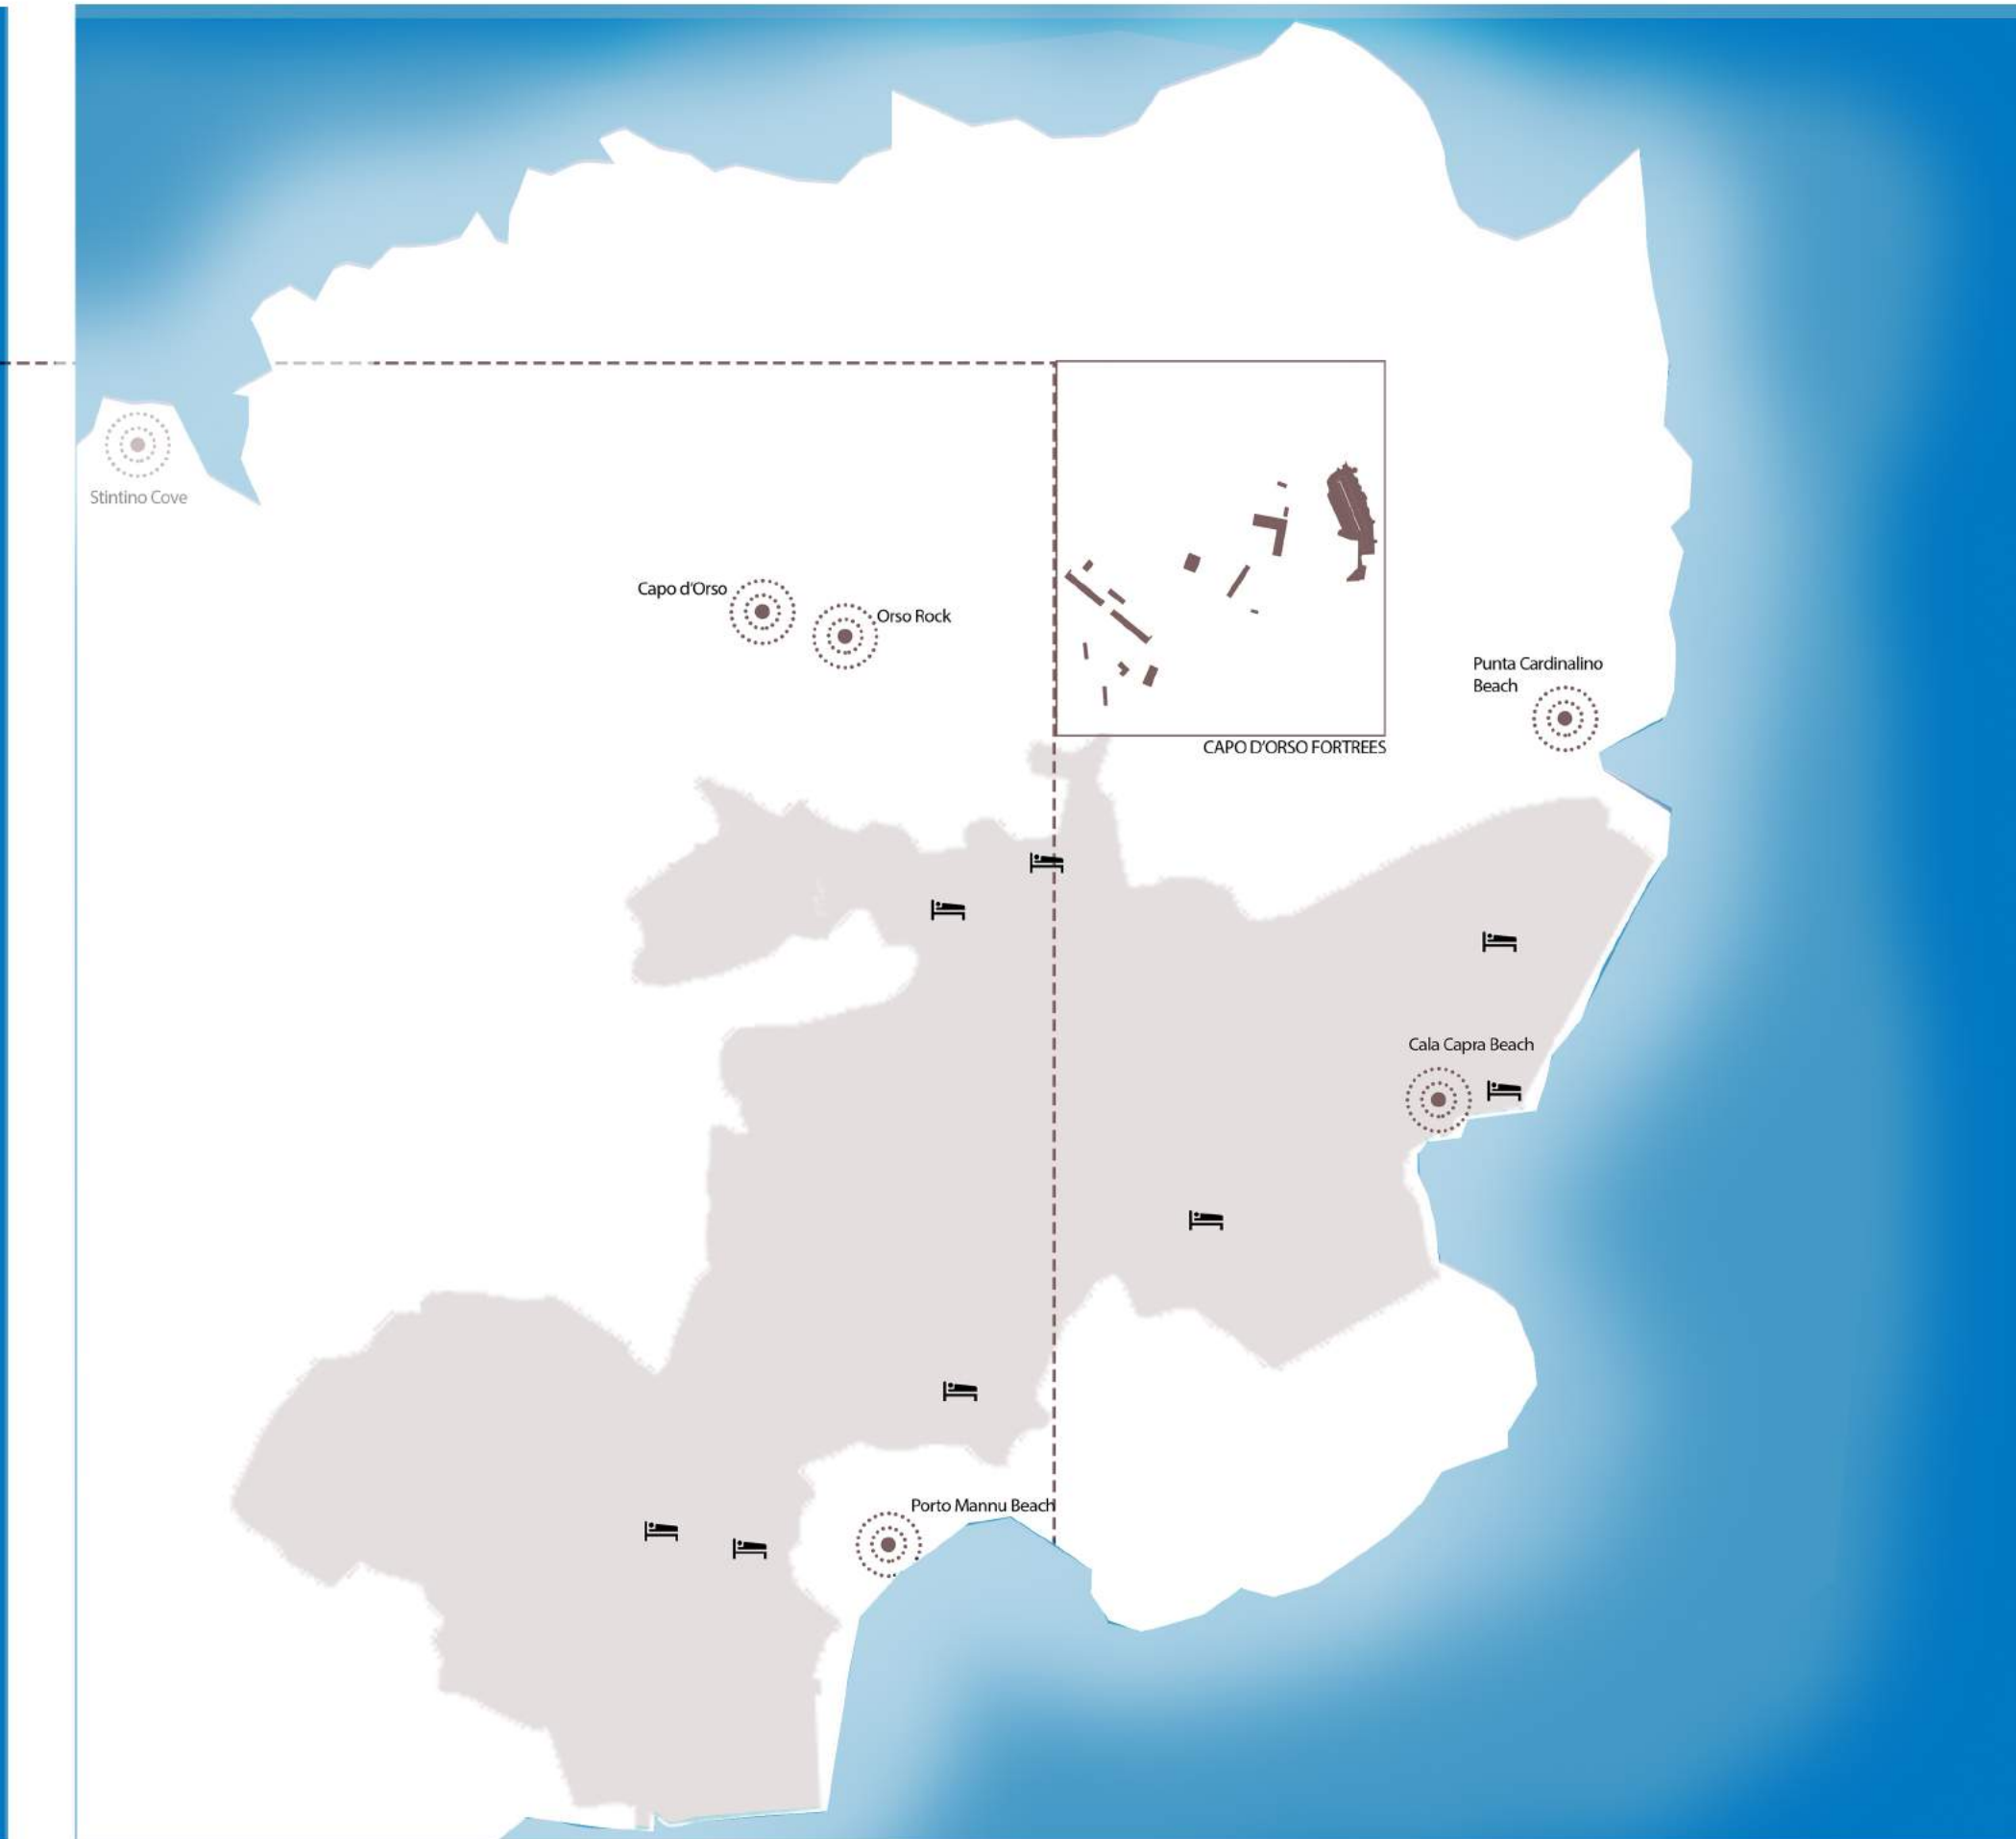 Stintino Cove
Capo d'Orso
Orso Rock
Punta Cardinalino
Beach
CAPO D'ORSO FORTREES
Cala Capra Beach
Porto Mannu Beach